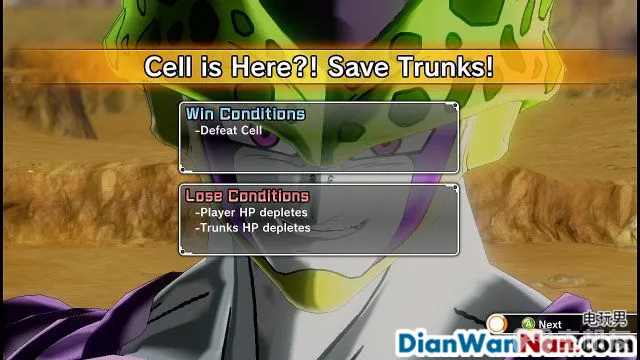 Cell is Here?! Save Trunks!
Win Conditions
-Defeat Cell
Lose Conditions
-Player HP depletes
-Trunks HP depletes
A Next
电玩男
DianWanNan.com